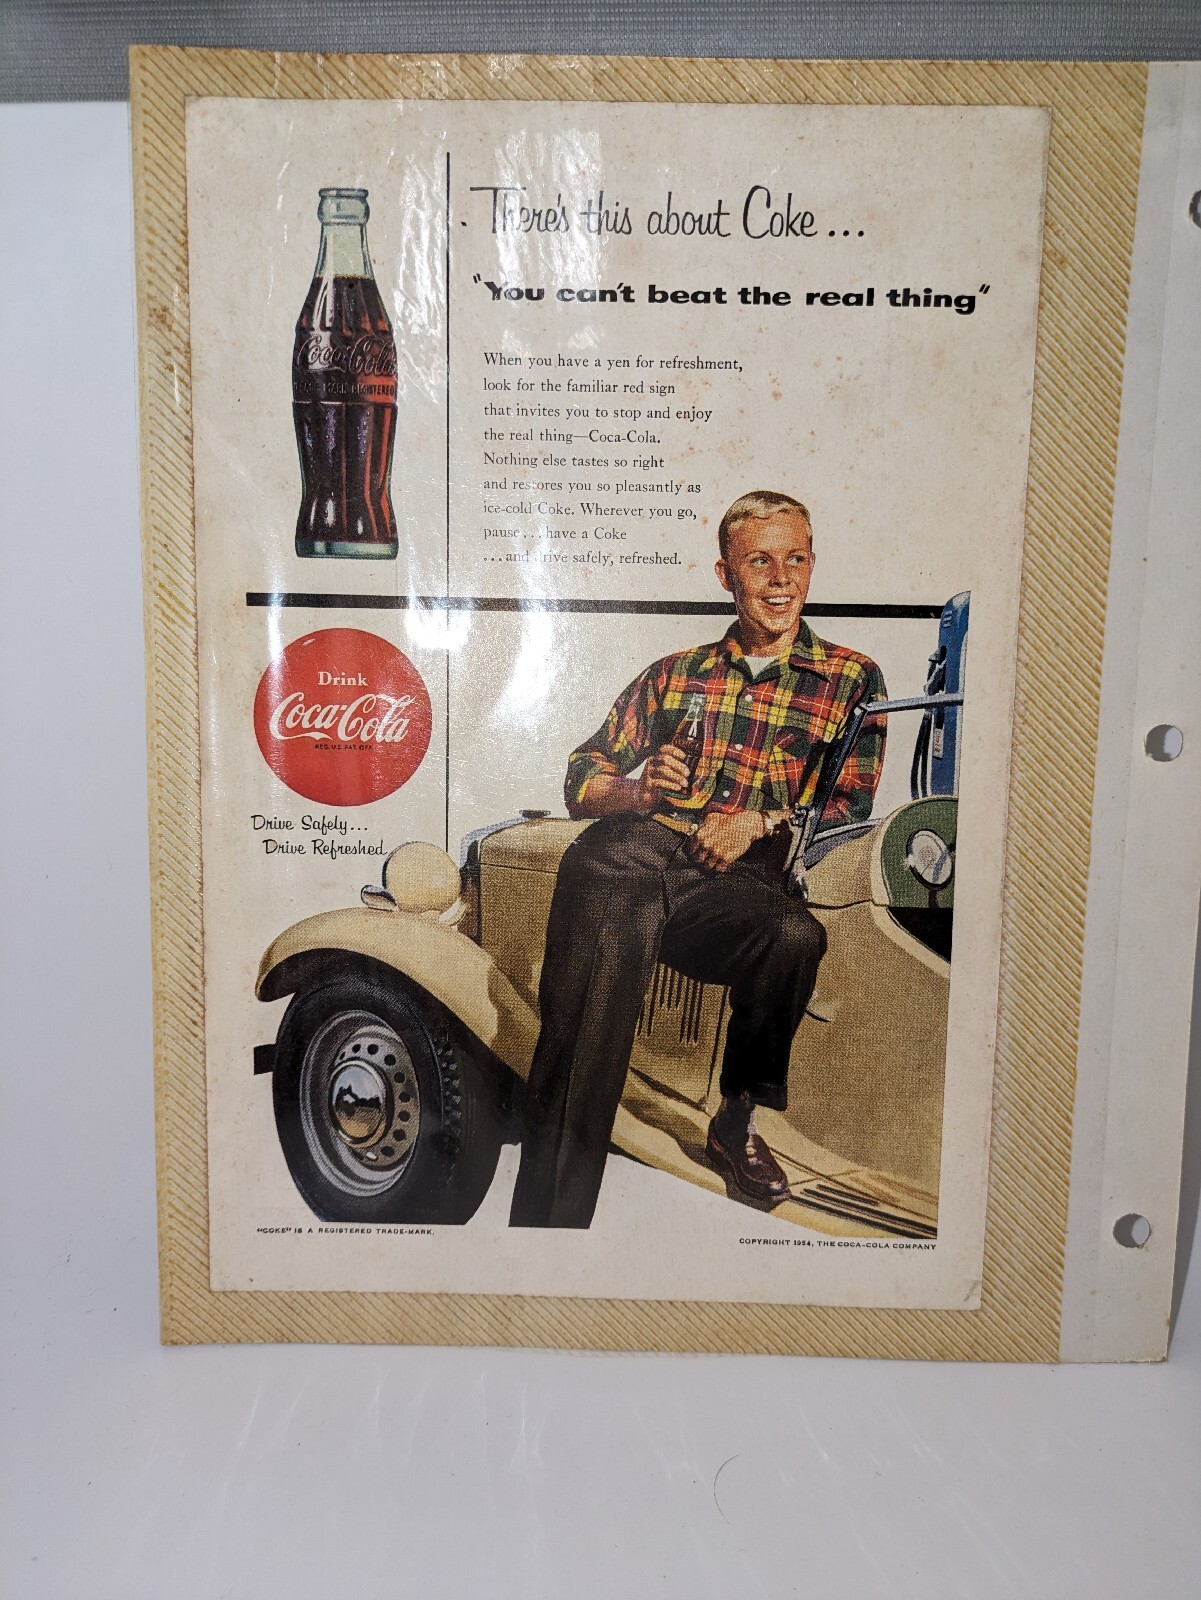 There's this about Coke...
"You can't beat the real thing"
When you have a yen for refreshment,
look for the familiar red sign
that invites you to stop and enjoy
the real thing—Coca-Cola.
Nothing else tastes so right
and restores you so pleasantly as
ice-cold Coke. Wherever you go,
pause...have a Coke
...and drive safely, refreshed.
Coca-Cola
TRADE MARK REGISTERED
Drink
Coca-Cola
REG. U.S. PAT. OFF.
Drive Safely...
Drive Refreshed
"COKE" IS A REGISTERED TRADE-MARK.
COPYRIGHT 1954, THE COCA-COLA COMPANY